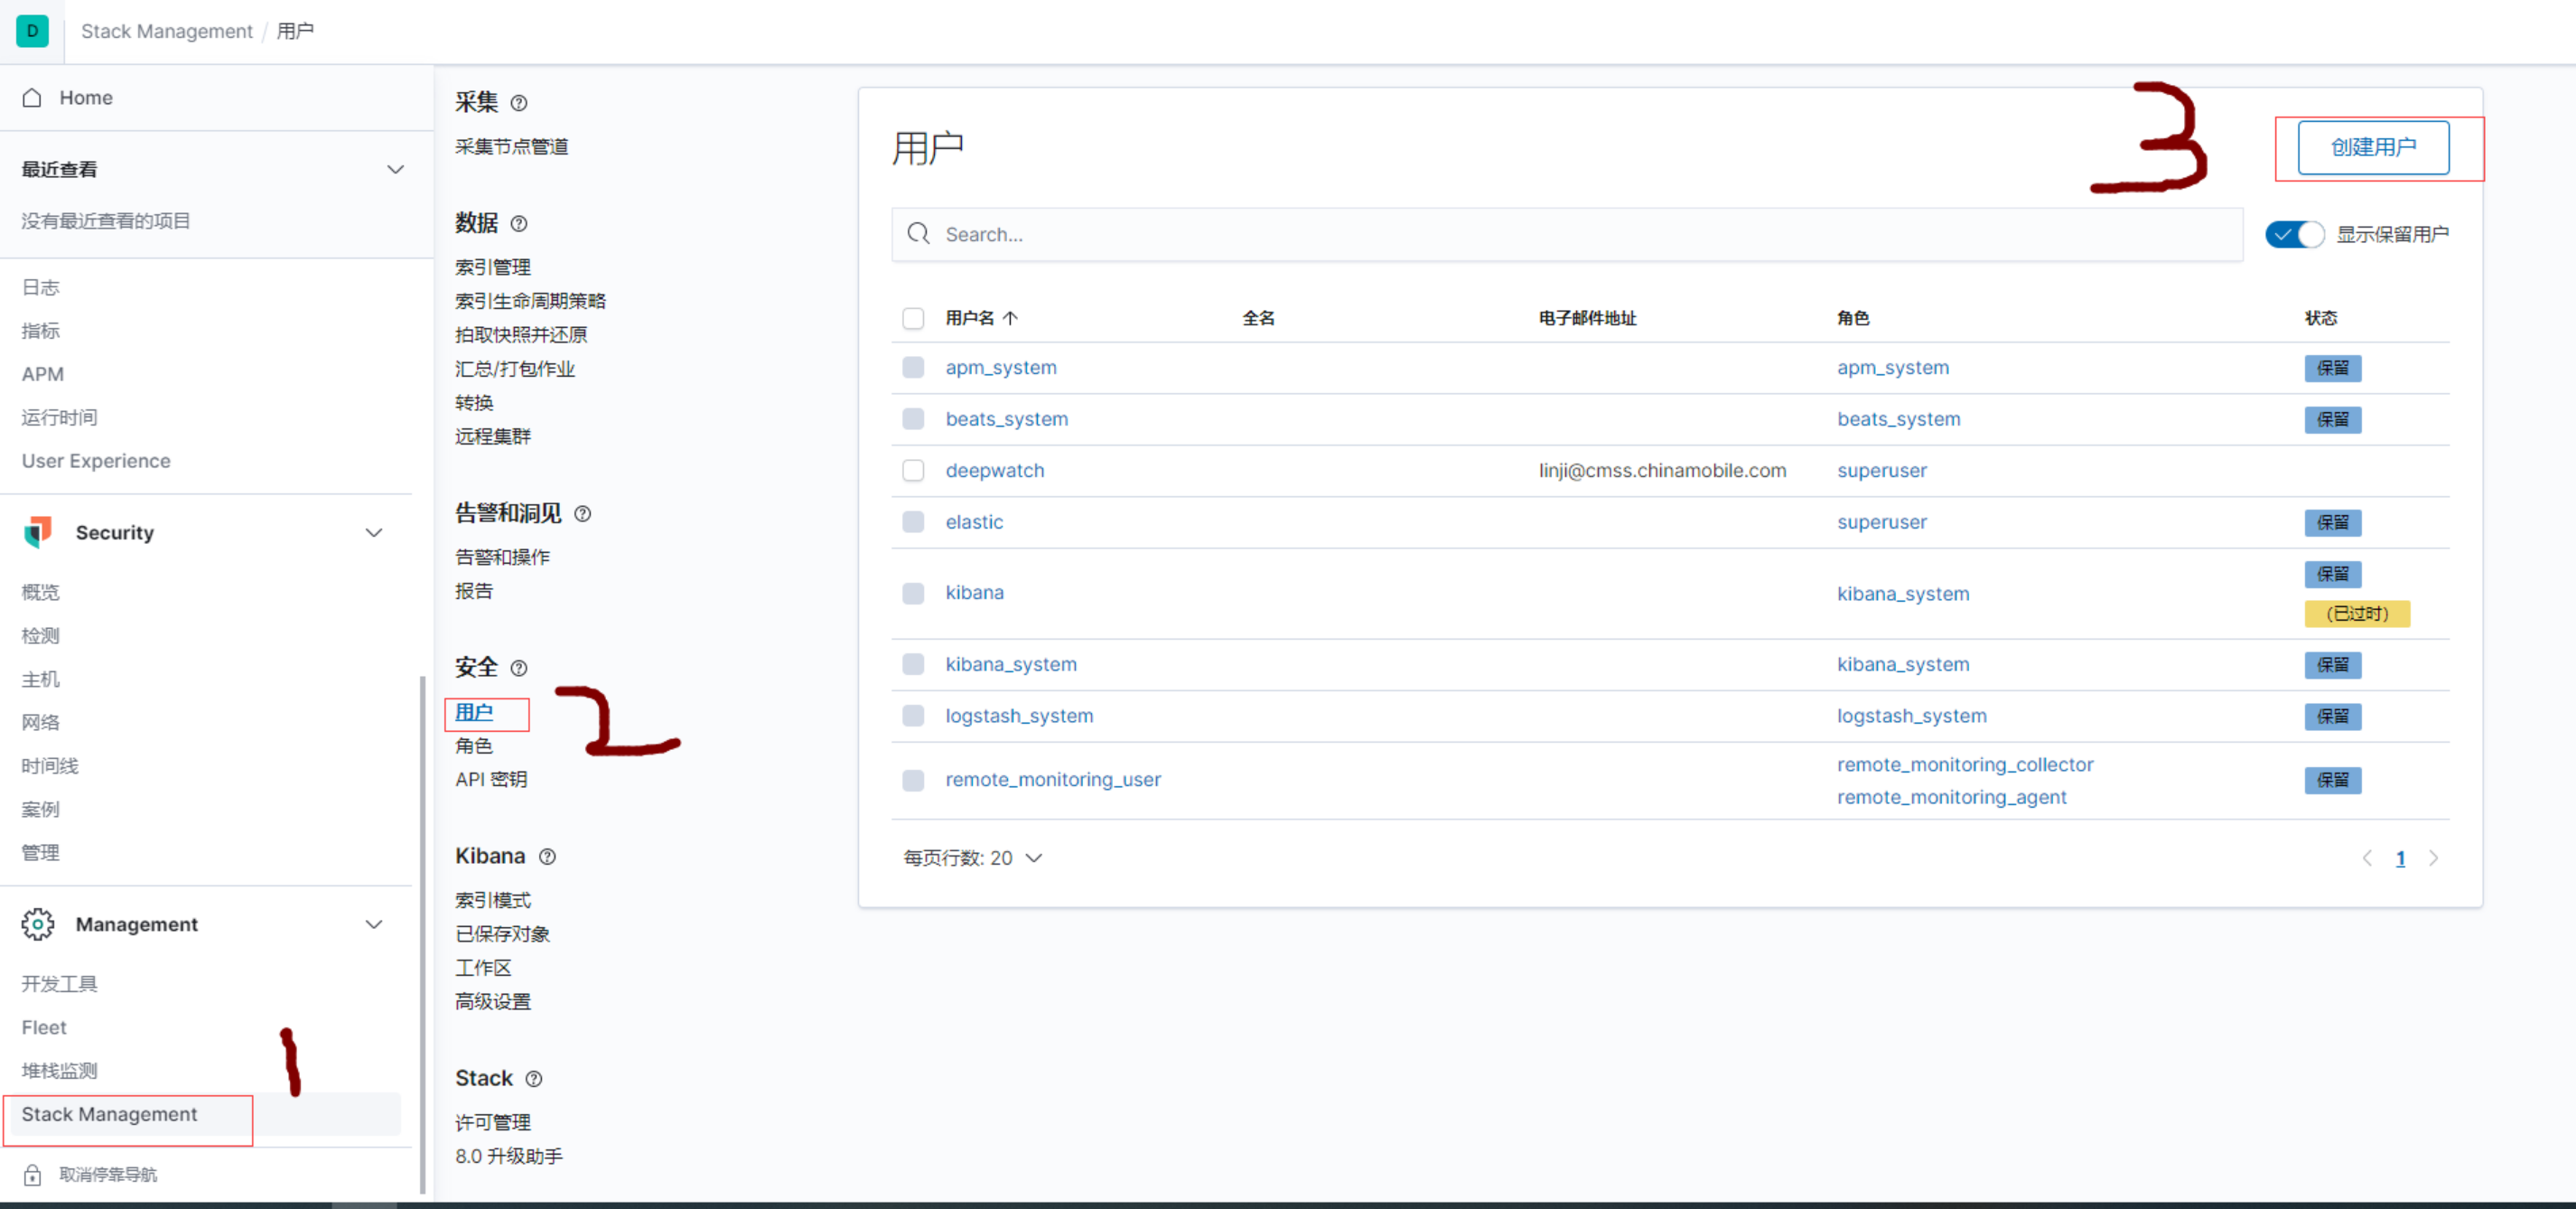 D Stack Management / 用户
Home
最近查看
没有最近查看的项目
日志
指标
APM
运行时间
User Experience
Security
概览
检测
主机
网络
时间线
案例
管理
Management
开发工具
Fleet
堆栈监测
1
Stack Management
取消停靠导航
采集
采集节点管道
数据
索引管理
索引生命周期策略
拍取快照并还原
汇总/打包作业
转换
远程集群
告警和洞见
告警和操作
报告
安全
用户
2
角色
API 密钥
Kibana
索引模式
已保存对象
工作区
高级设置
Stack
许可管理
8.0 升级助手
用户
3
创建用户
Search...
显示保留用户
用户名 全名 电子邮件地址 角色 状态
apm_system apm_system 保留
beats_system beats_system 保留
deepwatch linji@cmss.chinamobile.com superuser
elastic superuser 保留
kibana kibana_system 保留
（已过时）
kibana_system kibana_system 保留
logstash_system logstash_system 保留
remote_monitoring_user remote_monitoring_collector 保留
remote_monitoring_agent
每页行数: 20
1